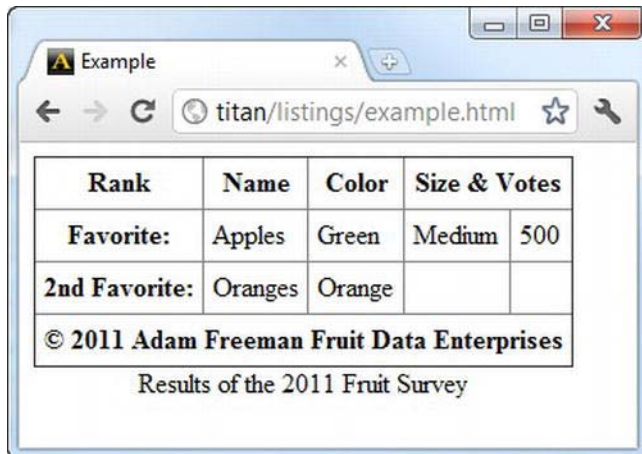 Example
titan/listings/example.html
Rank Name Color Size & Votes
Favorite: Apples Green Medium 500
2nd Favorite: Oranges Orange
© 2011 Adam Freeman Fruit Data Enterprises
Results of the 2011 Fruit Survey